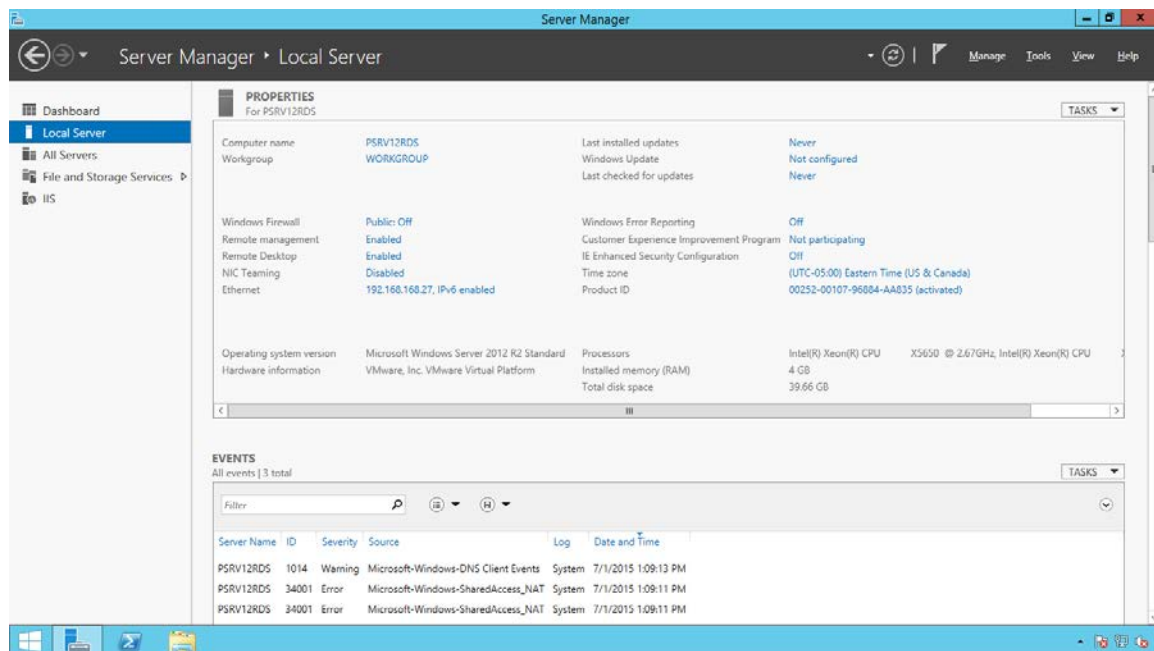 Server Manager
Server Manager ‣ Local Server
Manage Tools View Help
Dashboard
Local Server
All Servers
File and Storage Services
IIS
PROPERTIES
For PSRV12RDS
TASKS
Computer name PSRV12RDS Last installed updates Never
Workgroup WORKGROUP Windows Update Not configured
Last checked for updates Never
Windows Firewall Public: Off Windows Error Reporting Off
Remote management Enabled Customer Experience Improvement Program Not participating
Remote Desktop Enabled IE Enhanced Security Configuration Off
NIC Teaming Disabled Time zone (UTC-05:00) Eastern Time (US & Canada)
Ethernet 192.168.168.27, IPv6 enabled Product ID 00252-00107-96884-AA835 (activated)
Operating system version Microsoft Windows Server 2012 R2 Standard Processors Intel(R) Xeon(R) CPU X5650 @ 2.67GHz, Intel(R) Xeon(R) CPU
Hardware information VMware, Inc. VMware Virtual Platform Installed memory (RAM) 4 GB
Total disk space 39.66 GB
EVENTS
All events | 3 total
TASKS
Filter
Server Name ID Severity Source Log Date and Time
PSRV12RDS 1014 Warning Microsoft-Windows-DNS Client Events System 7/1/2015 1:09:13 PM
PSRV12RDS 34001 Error Microsoft-Windows-SharedAccess_NAT System 7/1/2015 1:09:11 PM
PSRV12RDS 34001 Error Microsoft-Windows-SharedAccess_NAT System 7/1/2015 1:09:11 PM